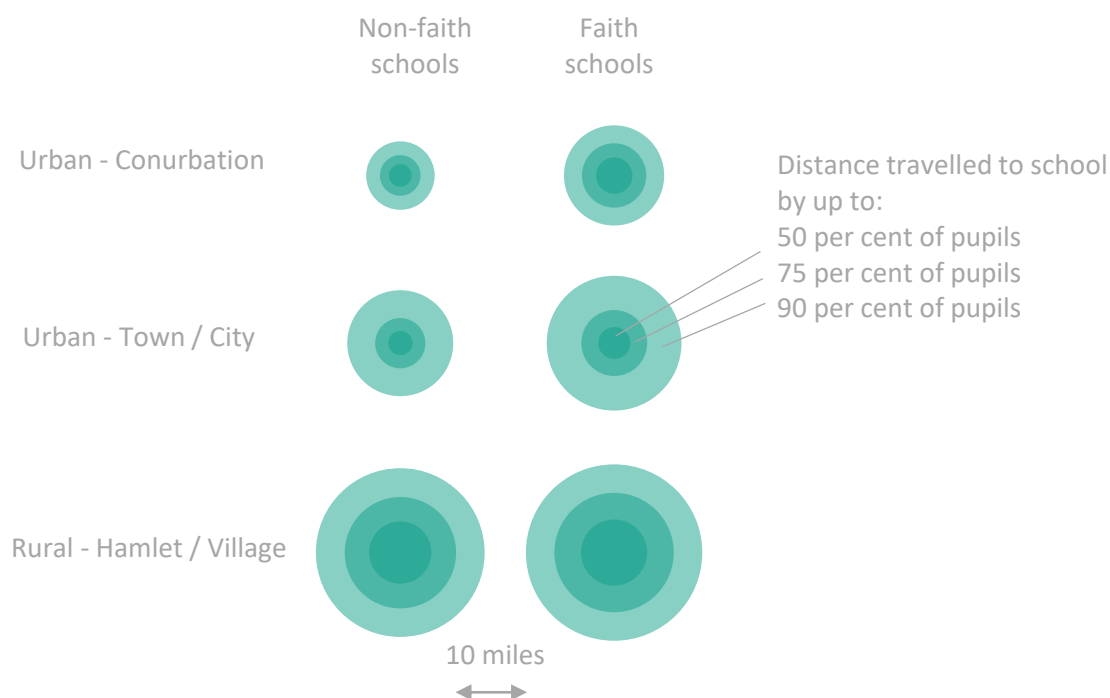 Non-faith
schools
Faith
schools
Urban - Conurbation
Distance travelled to school
by up to:
50 per cent of pupils
75 per cent of pupils
90 per cent of pupils
Urban - Town / City
Rural - Hamlet / Village
10 miles